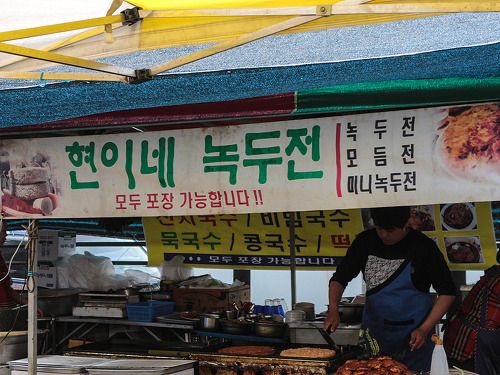 현이네 녹두전
모두 포장 가능합니다!!
녹두전
모듬전
미니녹두전
잔치국수 / 비빔국수
묵국수 / 콩국수 / 떡
모두 포장 가능합니다